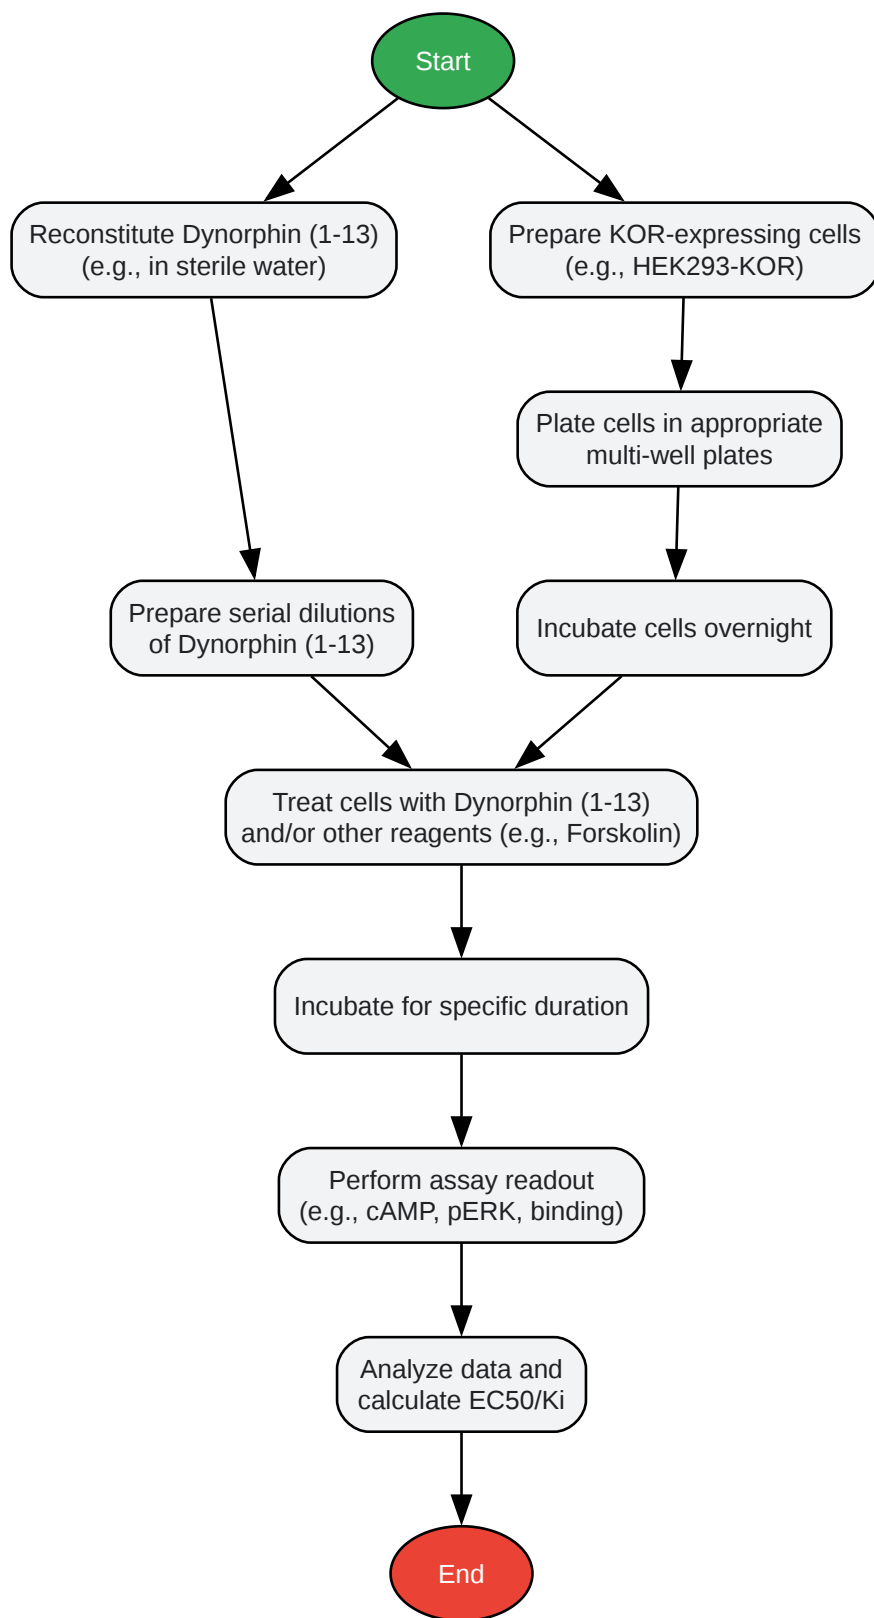 Start
Reconstitute Dynorphin (1-13)
(e.g., in sterile water)
Prepare KOR-expressing cells
(e.g., HEK293-KOR)
Plate cells in appropriate
multi-well plates
Prepare serial dilutions
of Dynorphin (1-13)
Incubate cells overnight
Treat cells with Dynorphin (1-13)
and/or other reagents (e.g., Forskolin)
Incubate for specific duration
Perform assay readout
(e.g., cAMP, pERK, binding)
Analyze data and
calculate EC50/Ki
End